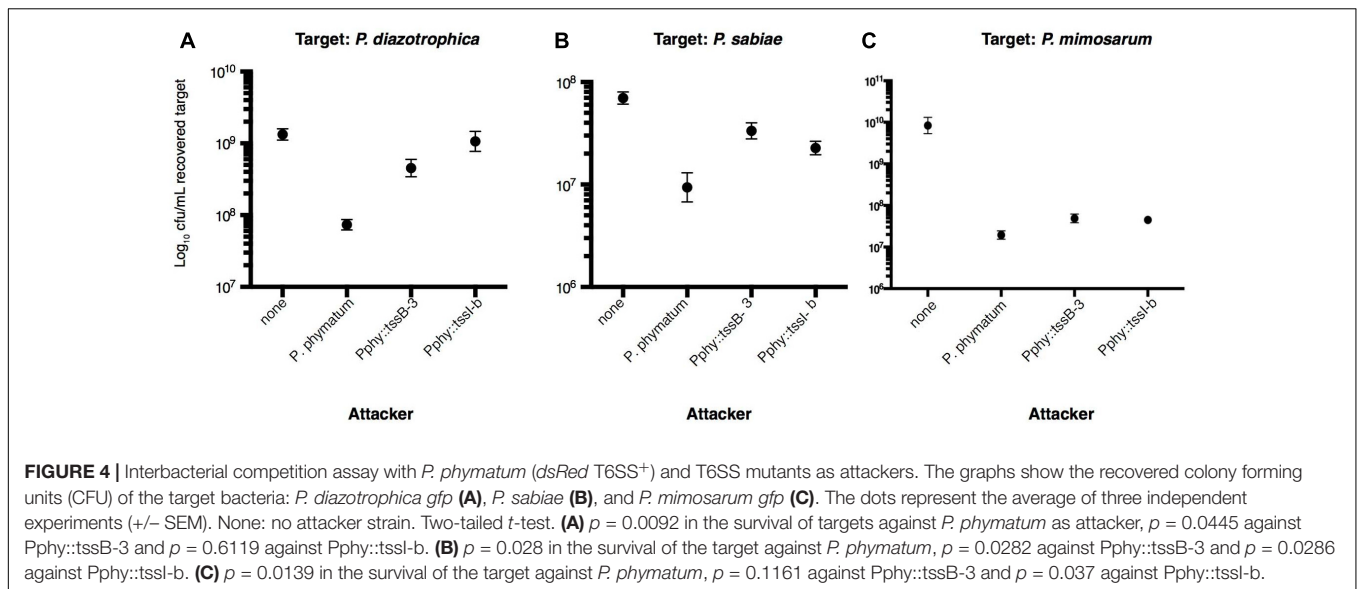 A
Target: P. diazotrophica
Log10 cfu/mL recovered target
10^10
10^9
10^8
10^7
none
P. phymatum
Pphy::tssB-3
Pphy::tssI-b
Attacker
B
Target: P. sabiae
10^8
10^7
10^6
none
P. phymatum
Pphy::tssB- 3
Pphy::tssI- b
Attacker
C
Target: P. mimosarum
10^11
10^10
10^9
10^8
10^7
10^6
none
P. phymatum
Pphy::tssB-3
Pphy::tssI-b
Attacker
FIGURE 4 | Interbacterial competition assay with P. phymatum (dsRed T6SS+) and T6SS mutants as attackers. The graphs show the recovered colony forming
units (CFU) of the target bacteria: P. diazotrophica gfp (A), P. sabiae (B), and P. mimosarum gfp (C). The dots represent the average of three independent
experiments (+/– SEM). None: no attacker strain. Two-tailed t-test. (A) p = 0.0092 in the survival of targets against P. phymatum as attacker, p = 0.0445 against
Pphy::tssB-3 and p = 0.6119 against Pphy::tssI-b. (B) p = 0.028 in the survival of the target against P. phymatum, p = 0.0282 against Pphy::tssB-3 and p = 0.0286
against Pphy::tssI-b. (C) p = 0.0139 in the survival of the target against P. phymatum, p = 0.1161 against Pphy::tssB-3 and p = 0.037 against Pphy::tssI-b.